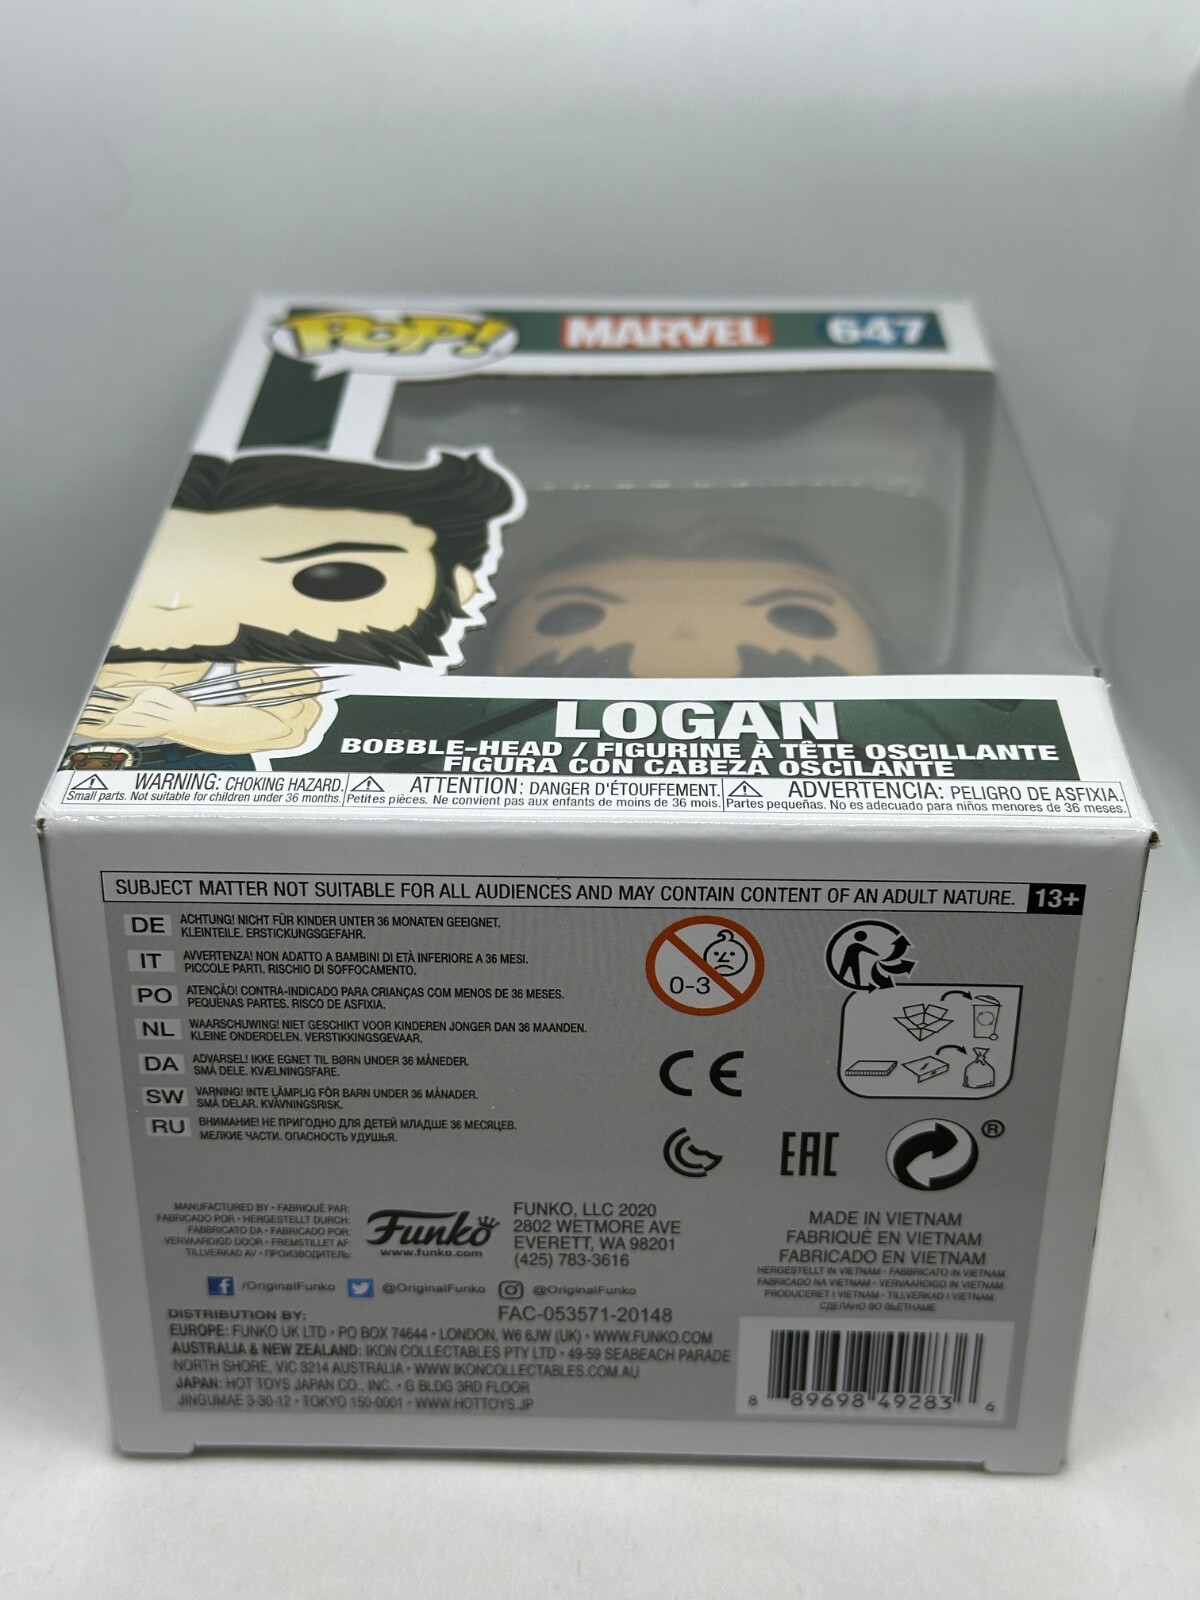 POP!
MARVEL
647
LOGAN
BOBBLE-HEAD / FIGURINE À TÊTE OSCILLANTE
FIGURA CON CABEZA OSCILANTE
WARNING: CHOKING HAZARD.
Small parts. Not suitable for children under 36 months.
ATTENTION: DANGER D'ÉTOUFFEMENT.
Petites pièces. Ne convient pas aux enfants de moins de 36 mois.
ADVERTENCIA: PELIGRO DE ASFIXIA.
Partes pequeñas. No es adecuado para niños menores de 36 meses.
SUBJECT MATTER NOT SUITABLE FOR ALL AUDIENCES AND MAY CONTAIN CONTENT OF AN ADULT NATURE. 13+
DE ACHTUNG! NICHT FÜR KINDER UNTER 36 MONATEN GEEIGNET.
KLEINTEILE. ERSTICKUNGSGEFAHR.
IT AVVERTENZA! NON ADATTO A BAMBINI DI ETÀ INFERIORE A 36 MESI.
PICCOLE PARTI. RISCHIO DI SOFFOCAMENTO.
PO ATENÇÃO! CONTRA-INDICADO PARA CRIANÇAS COM MENOS DE 36 MESES.
PEQUENAS PARTES. RISCO DE ASFIXIA.
NL WAARSCHUWING! NIET GESCHIKT VOOR KINDEREN JONGER DAN 36 MAANDEN.
KLEINE ONDERDELEN. VERSTIKKINGSGEVAAR.
DA ADVARSEL! IKKE EGNET TIL BØRN UNDER 36 MÅNEDER.
SMÅ DELE. KVÆLNINGSFARE.
SW VARNING! INTE LÄMPLIG FÖR BARN UNDER 36 MÅNADER.
SMÅ DELAR. KVÄVNINGSRISK.
RU ВНИМАНИЕ! НЕ ПРИГОДНО ДЛЯ ДЕТЕЙ МЛАДШЕ 36 МЕСЯЦЕВ.
МЕЛКИЕ ЧАСТИ. ОПАСНОСТЬ УДУШЬЯ.
0-3
CE
EAC
®
MANUFACTURED BY • FABRIQUÉ PAR:
FABRICADO POR • HERGESTELLT DURCH:
FABBRICATO DA • FABRICADO POR:
VERVAARDIGD DOOR • FREMSTILLET AF:
TILLVERKAD AV • ПРОИЗВОДИТЕЛЬ:
Funko
www.funko.com
FUNKO, LLC 2020
2802 WETMORE AVE
EVERETT, WA 98201
(425) 783-3616
MADE IN VIETNAM
FABRIQUÉ EN VIETNAM
FABRICADO EN VIETNAM
HERGESTELLT IN VIETNAM • FABBRICATO IN VIETNAM
FABRICADO NA VIETNAM • VERVAARDIGD IN VIETNAM
PRODUCERET I VIETNAM • TILLVERKAD I VIETNAM
СДЕЛАНО ВО ВЬЕТНАМЕ
/OriginalFunko @OriginalFunko @OriginalFunko
FAC-053571-20148
DISTRIBUTION BY:
EUROPE: FUNKO UK LTD • PO BOX 74644 • LONDON, W6 6JW (UK) • WWW.FUNKO.COM
AUSTRALIA & NEW ZEALAND: IKON COLLECTABLES PTY LTD • 49-59 SEABEACH PARADE
NORTH SHORE, VIC 3214 AUSTRALIA • WWW.IKONCOLLECTABLES.COM.AU
JAPAN: HOT TOYS JAPAN CO., INC. • G BLDG 3RD FLOOR
JINGUMAE 3-30-12 • TOKYO 150-0001 • WWW.HOTTOYS.JP
8 89698 49283 6